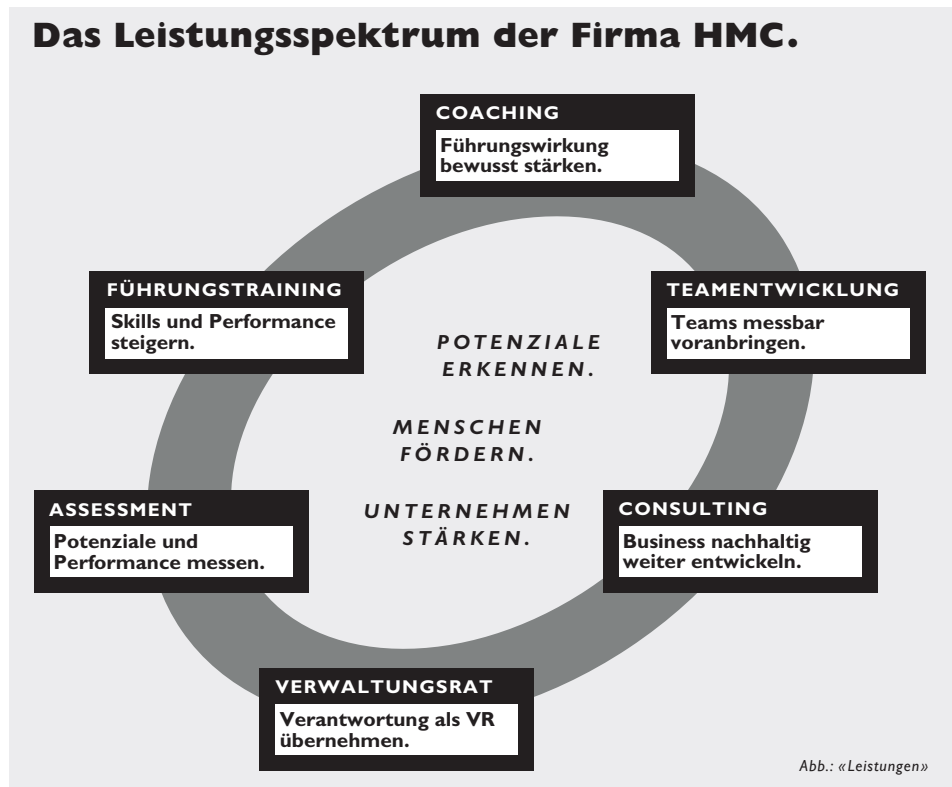 Das Leistungsspektrum der Firma HMC.
COACHING
Führungswirkung
bewusst stärken.
FÜHRUNGSTRAINING
Skills und Performance
steigern.
TEAMENTWICKLUNG
Teams messbar
voranbringen.
POTENZIALE
ERKENNEN.
MENSCHEN
FÖRDERN.
UNTERNEHMEN
STÄRKEN.
ASSESSMENT
Potenziale und
Performance messen.
CONSULTING
Business nachhaltig
weiter entwickeln.
VERWALTUNGSRAT
Verantwortung als VR
übernehmen.
Abb.: «Leistungen»